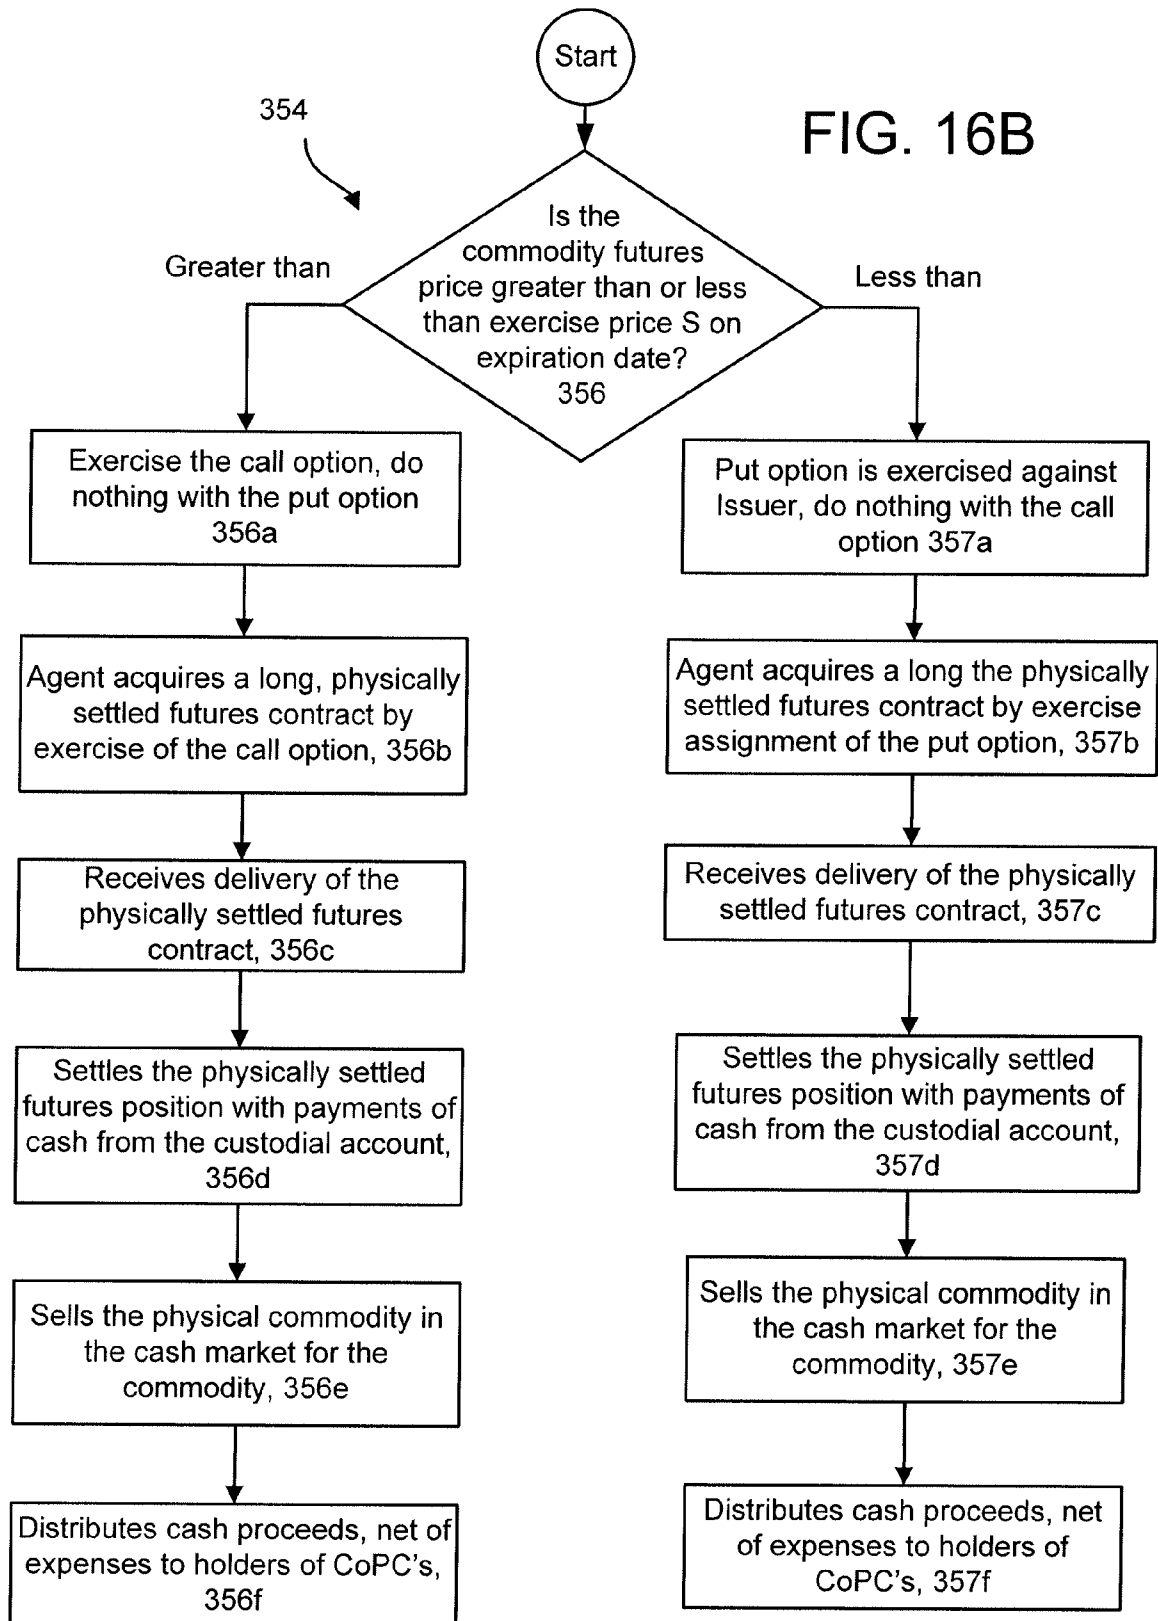 Start
354
FIG. 16B
Is the
commodity futures
price greater than or less
than exercise price S on
expiration date?
356
Greater than
Less than
Exercise the call option, do
nothing with the put option
356a
Agent acquires a long, physically
settled futures contract by
exercise of the call option, 356b
Receives delivery of the
physically settled futures
contract, 356c
Settles the physically settled
futures position with payments of
cash from the custodial account,
356d
Sells the physical commodity in
the cash market for the
commodity, 356e
Distributes cash proceeds, net of
expenses to holders of CoPC's,
356f
Put option is exercised against
Issuer, do nothing with the call
option 357a
Agent acquires a long the physically
settled futures contract by exercise
assignment of the put option, 357b
Receives delivery of the physically
settled futures contract, 357c
Settles the physically settled
futures position with payments of
cash from the custodial account,
357d
Sells the physical commodity in
the cash market for the
commodity, 357e
Distributes cash proceeds, net
of expenses to holders of
CoPC's, 357f